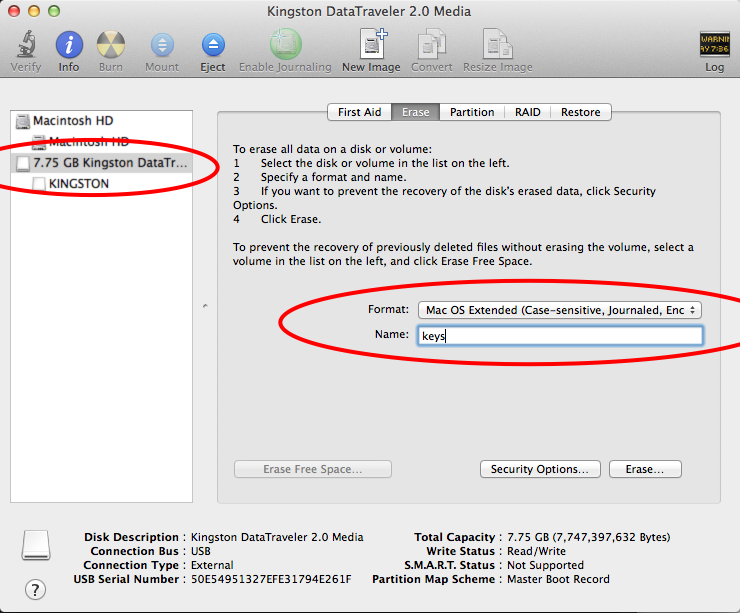 Kingston DataTraveler 2.0 Media
WARNIN
AY 7:36
Verify Info Burn Mount Eject Enable Journaling New Image Convert Resize Image Log
First Aid Erase Partition RAID Restore
Macintosh HD
Macintosh HD
7.75 GB Kingston DataTr...
KINGSTON
To erase all data on a disk or volume:
1 Select the disk or volume in the list on the left.
2 Specify a format and name.
3 If you want to prevent the recovery of the disk's erased data, click Security
Options.
4 Click Erase.
To prevent the recovery of previously deleted files without erasing the volume, select a
volume in the list on the left, and click Erase Free Space.
Format: Mac OS Extended (Case-sensitive, Journaled, Enc
Name: keys
Erase Free Space... Security Options... Erase...
Disk Description : Kingston DataTraveler 2.0 Media Total Capacity : 7.75 GB (7,747,397,632 Bytes)
Connection Bus : USB Write Status : Read/Write
Connection Type : External S.M.A.R.T. Status : Not Supported
USB Serial Number : 50E54951327EFE31794E261F Partition Map Scheme : Master Boot Record
?